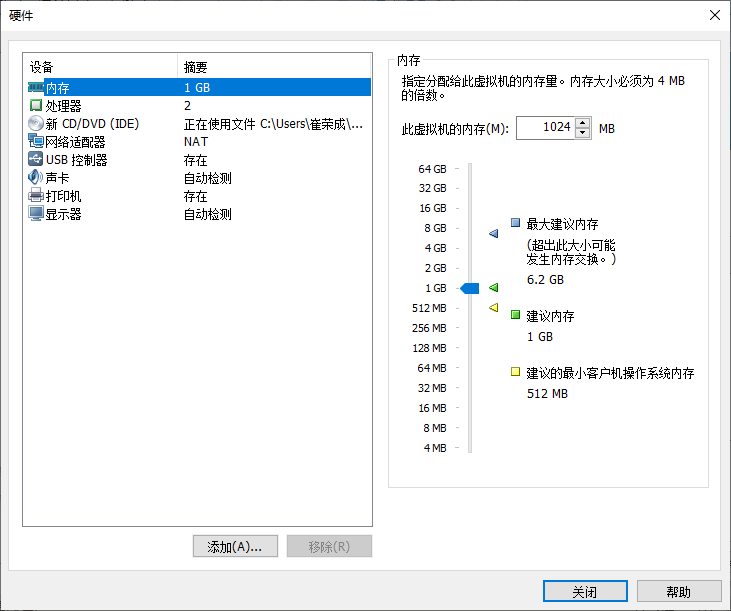 硬件
设备 摘要
内存 1 GB
处理器 2
新 CD/DVD (IDE) 正在使用文件 C:\Users\崔荣成\...
网络适配器 NAT
USB 控制器 存在
声卡 自动检测
打印机 存在
显示器 自动检测
添加(A)... 移除(R)
内存
指定分配给此虚拟机的内存量。内存大小必须为 4 MB
的倍数。
此虚拟机的内存(M): 1024 MB
64 GB
32 GB
16 GB
8 GB
4 GB
2 GB
1 GB
512 MB
256 MB
128 MB
64 MB
32 MB
16 MB
8 MB
4 MB
最大建议内存
(超出此大小可能
发生内存交换。)
6.2 GB
建议内存
1 GB
建议的最小客户机操作系统内存
512 MB
关闭 帮助